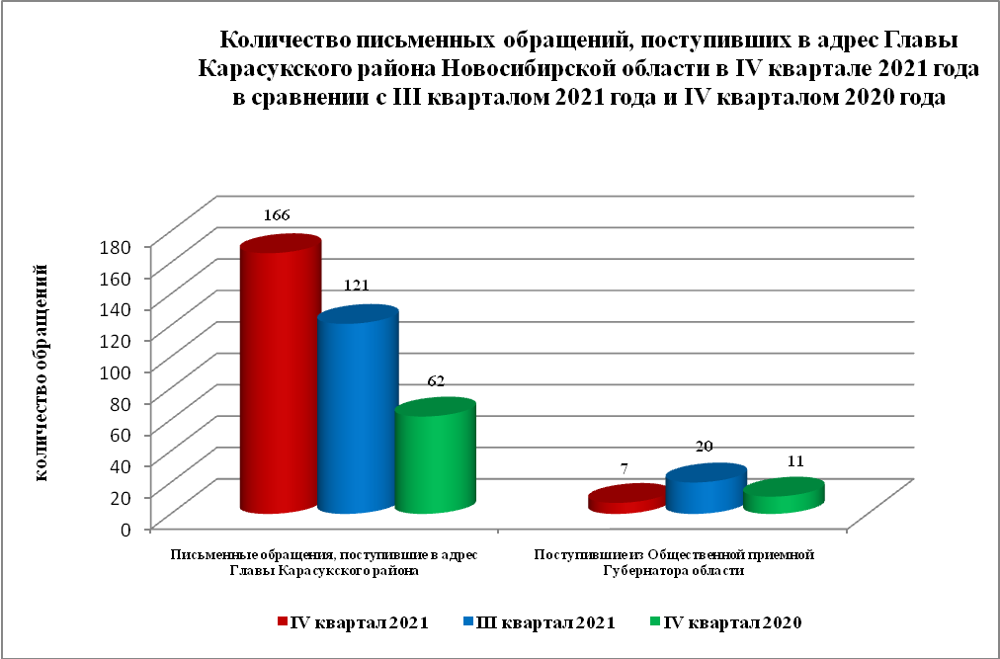 Количество письменных обращений, поступивших в адрес Главы
Карасукского района Новосибирской области в IV квартале 2021 года
в сравнении с III кварталом 2021 года и IV кварталом 2020 года
количество обращений
180
160
140
120
100
80
60
40
20
0
166
121
62
7
20
11
Письменные обращения, поступившие в адрес
Главы Карасукского района
Поступившие из Общественной приемной
Губернатора области
IV квартал 2021
III квартал 2021
IV квартал 2020